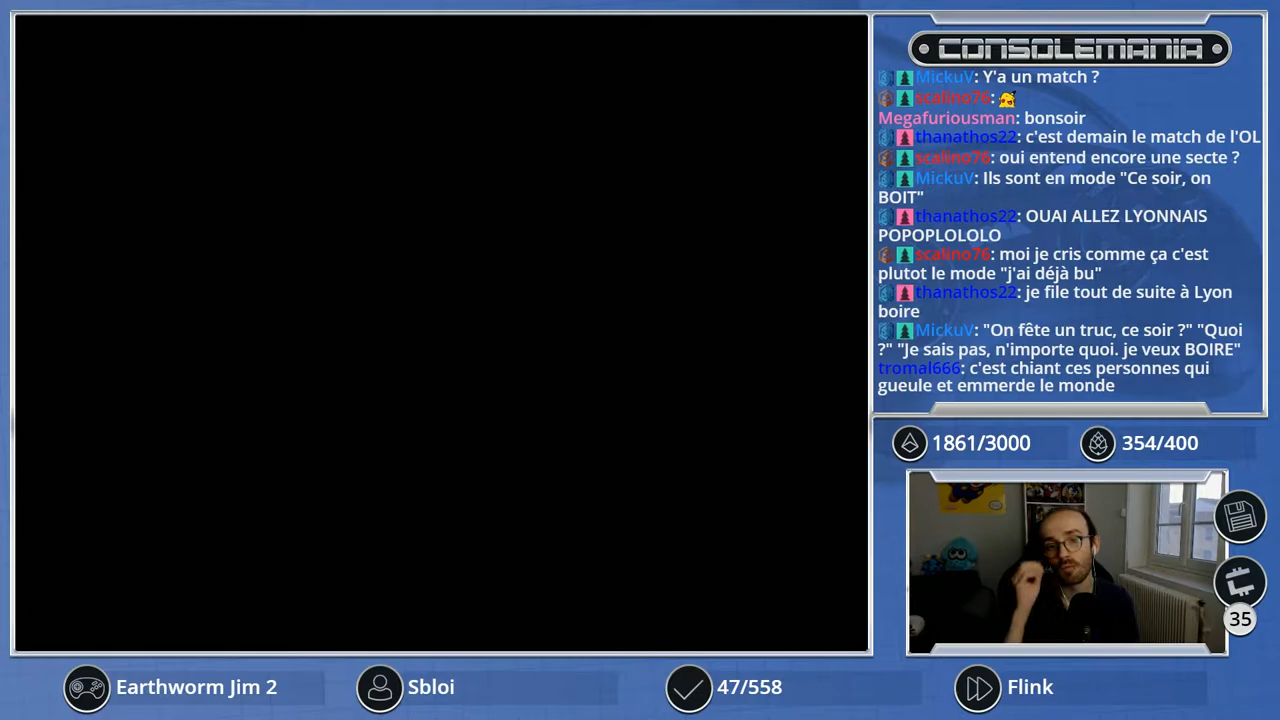 CONSOLEMANIA
MickuV: Y'a un match ?
scalino76:
Megafuriousman: bonsoir
thanathos22: c'est demain le match de l'OL
scalino76: oui entend encore une secte ?
MickuV: Ils sont en mode "Ce soir, on
BOIT"
thanathos22: OUAI ALLEZ LYONNAIS
POPOPLOLOLO
scalino76: moi je cris comme ça c'est
plutot le mode "j'ai déjà bu"
thanathos22: je file tout de suite à Lyon
boire
MickuV: "On fête un truc, ce soir ?" "Quoi
?" "Je sais pas, n'importe quoi. je veux BOIRE"
tromal666: c'est chiant ces personnes qui
gueule et emmerde le monde
1861/3000
354/400
35
Earthworm Jim 2
Sbloi
47/558
Flink